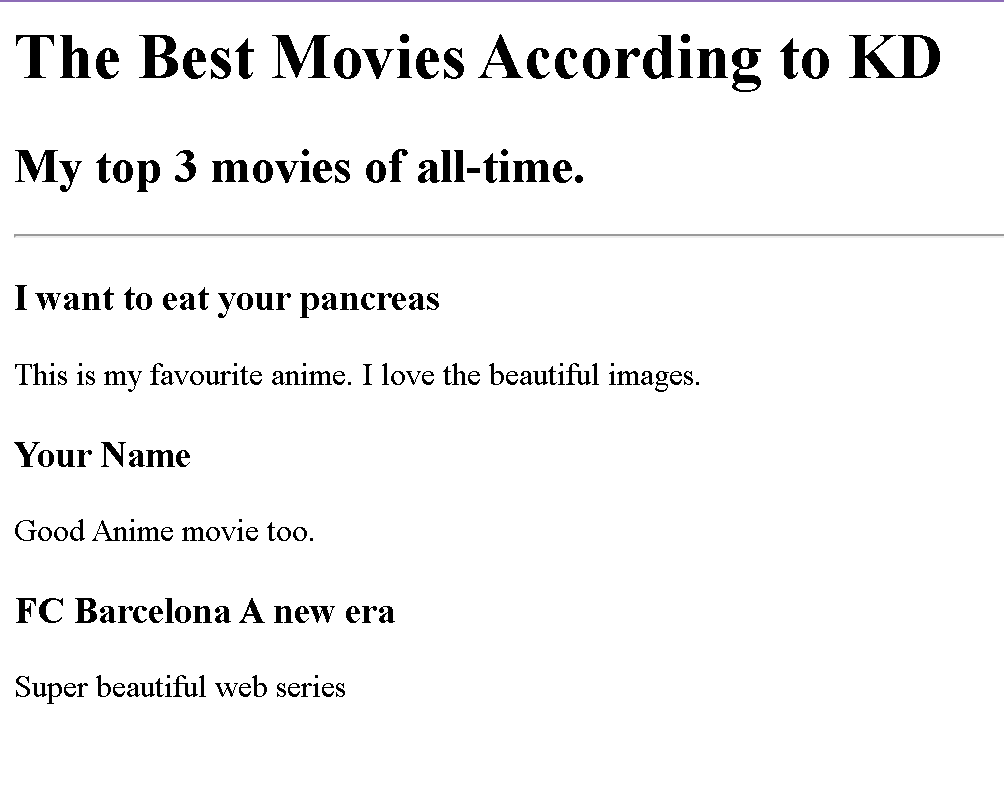 The Best Movies According to KD
My top 3 movies of all-time.
I want to eat your pancreas
This is my favourite anime. I love the beautiful images.
Your Name
Good Anime movie too.
FC Barcelona A new era
Super beautiful web series